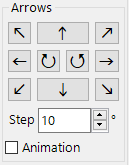 Arrows
↖ ↑ ↗
← ↻ ↺ →
↙ ↓ ↘
Step 10 °
Animation